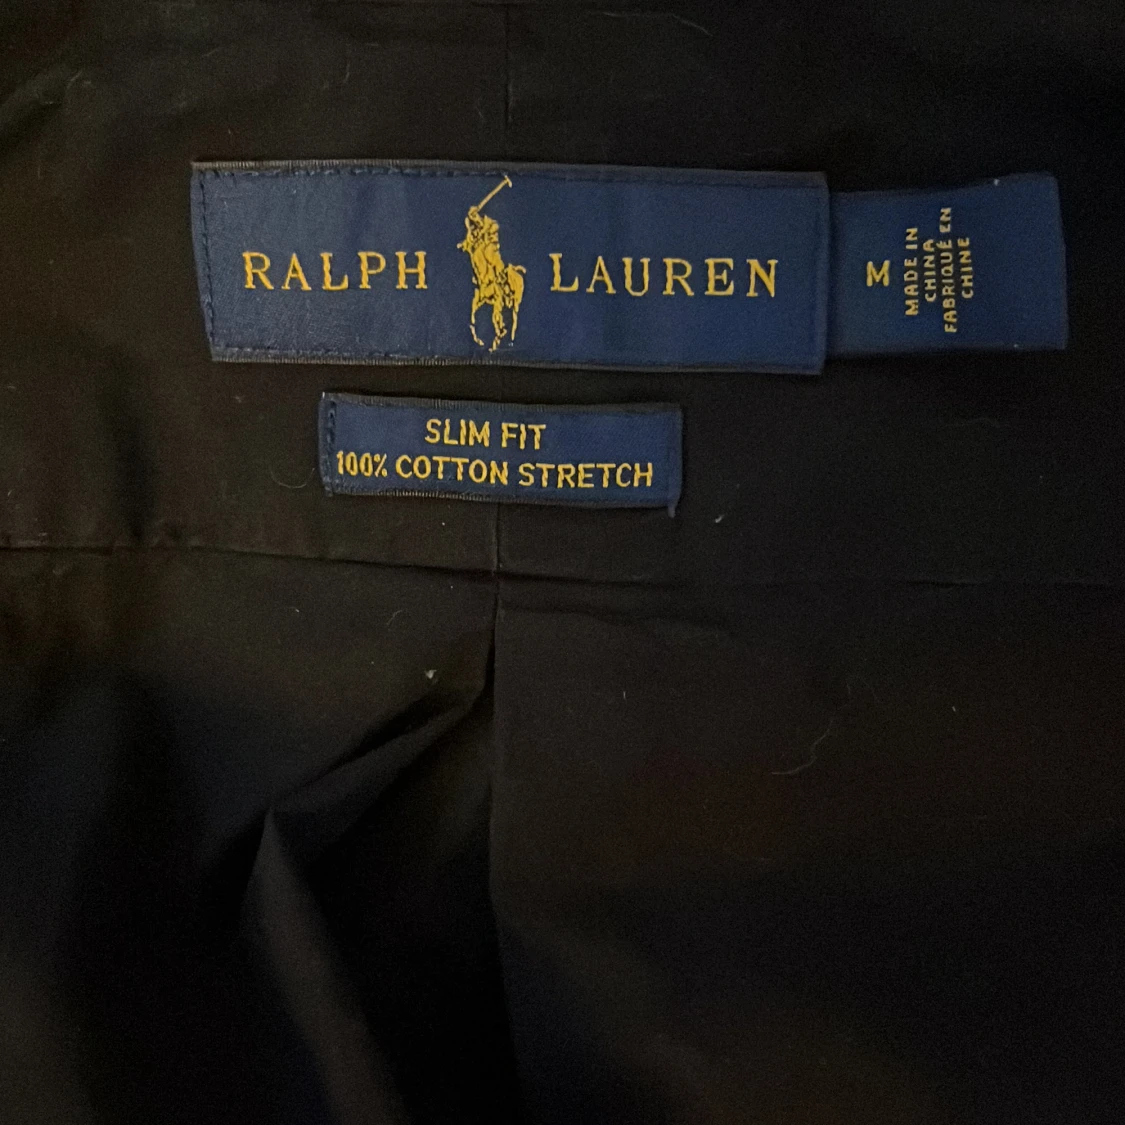 RALPH LAUREN
M
MADE IN
CHINA
FABRIQUÉ EN
CHINE
SLIM FIT
100% COTTON STRETCH